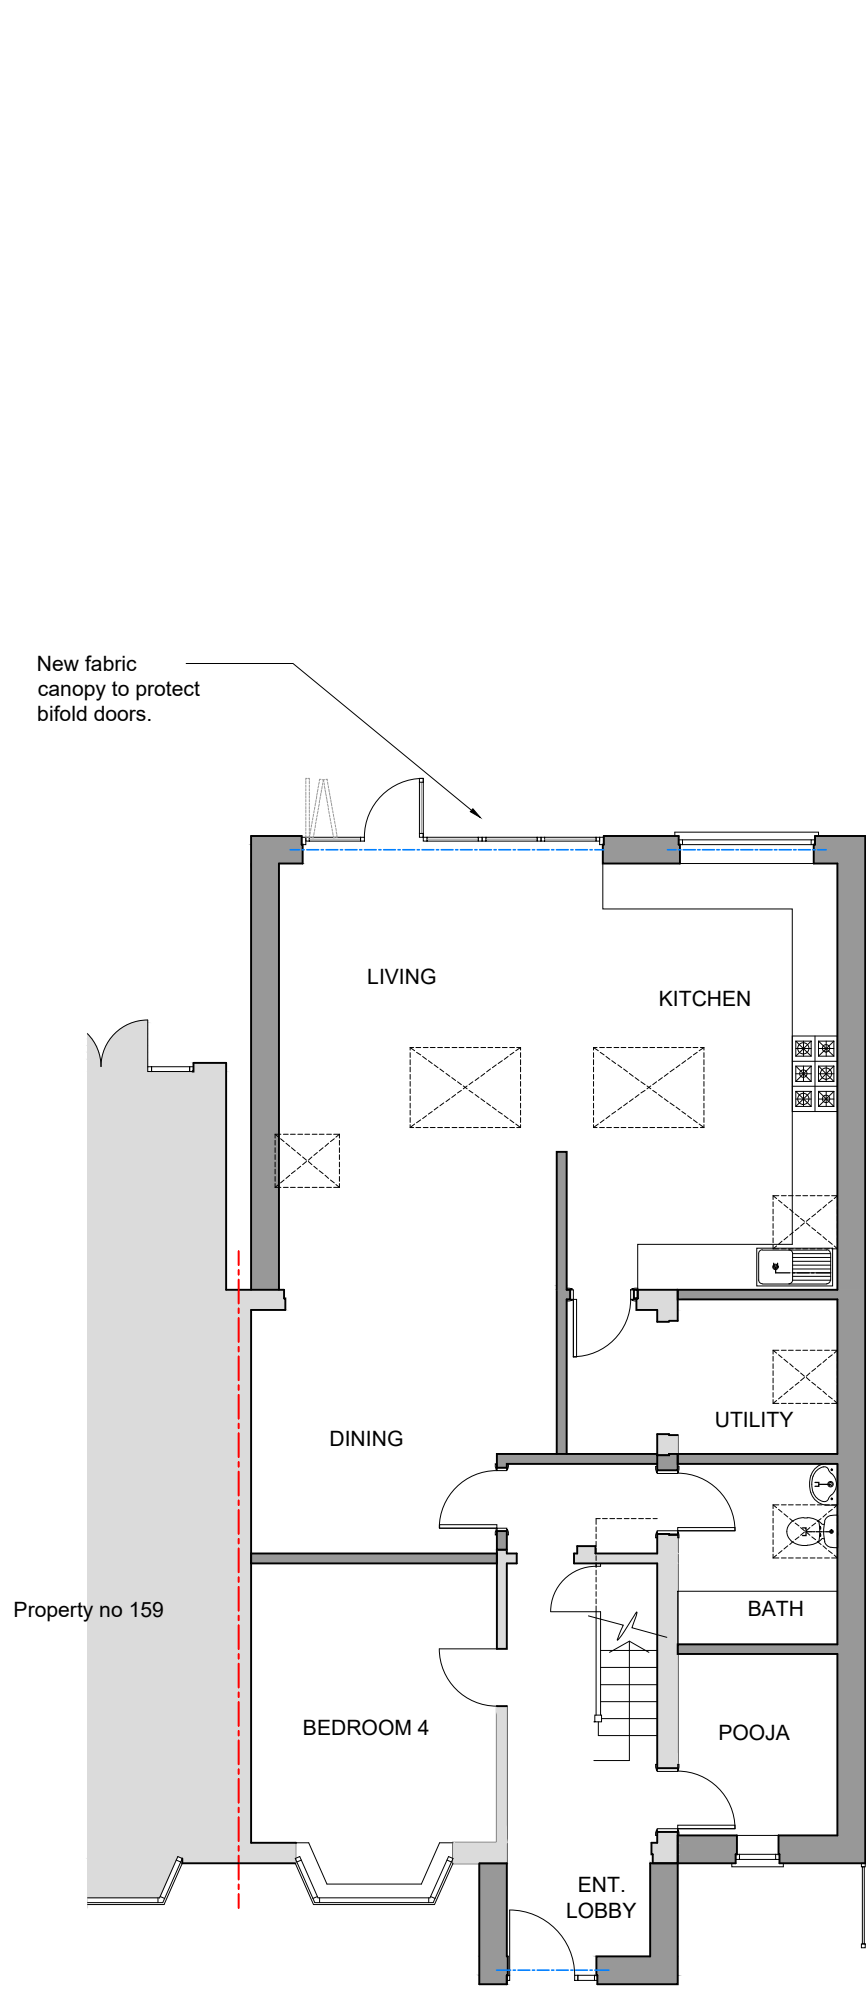 New fabric
canopy to protect
bifold doors.
LIVING
KITCHEN
UTILITY
DINING
Property no 159
BATH
BEDROOM 4
POOJA
ENT.
LOBBY